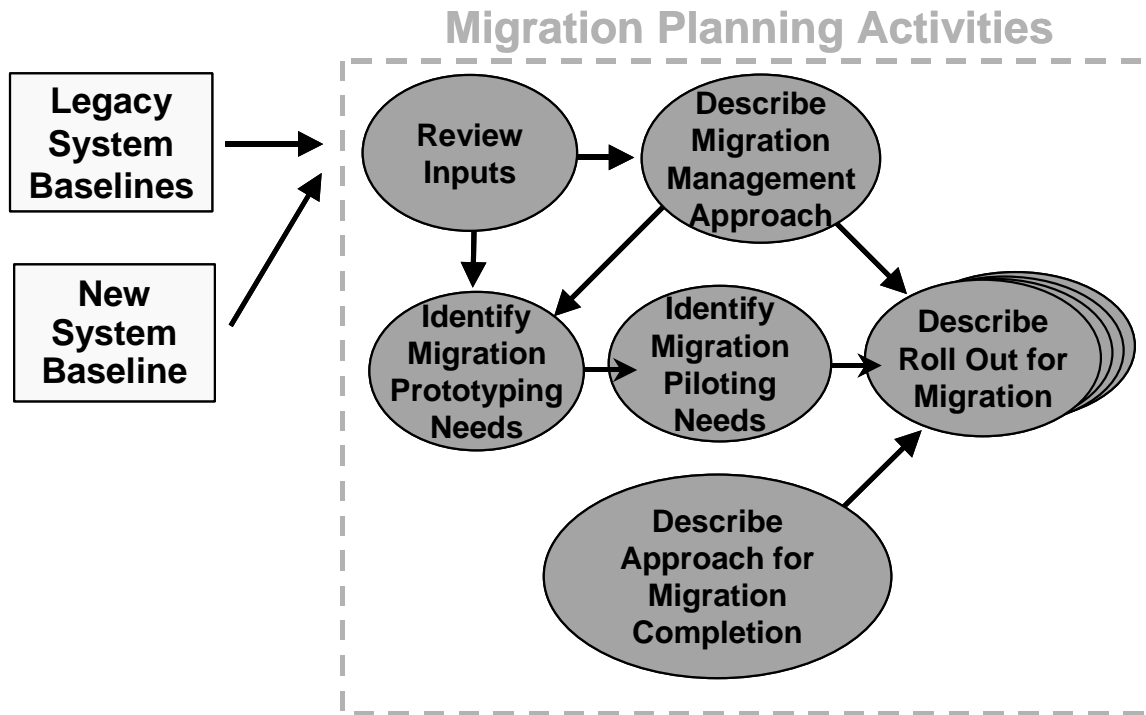 Migration Planning Activities
Legacy
System
Baselines
New
System
Baseline
Review
Inputs
Describe
Migration
Management
Approach
Identify
Migration
Prototyping
Needs
Identify
Migration
Piloting
Needs
Describe
Roll Out for
Migration
Describe
Approach for
Migration
Completion